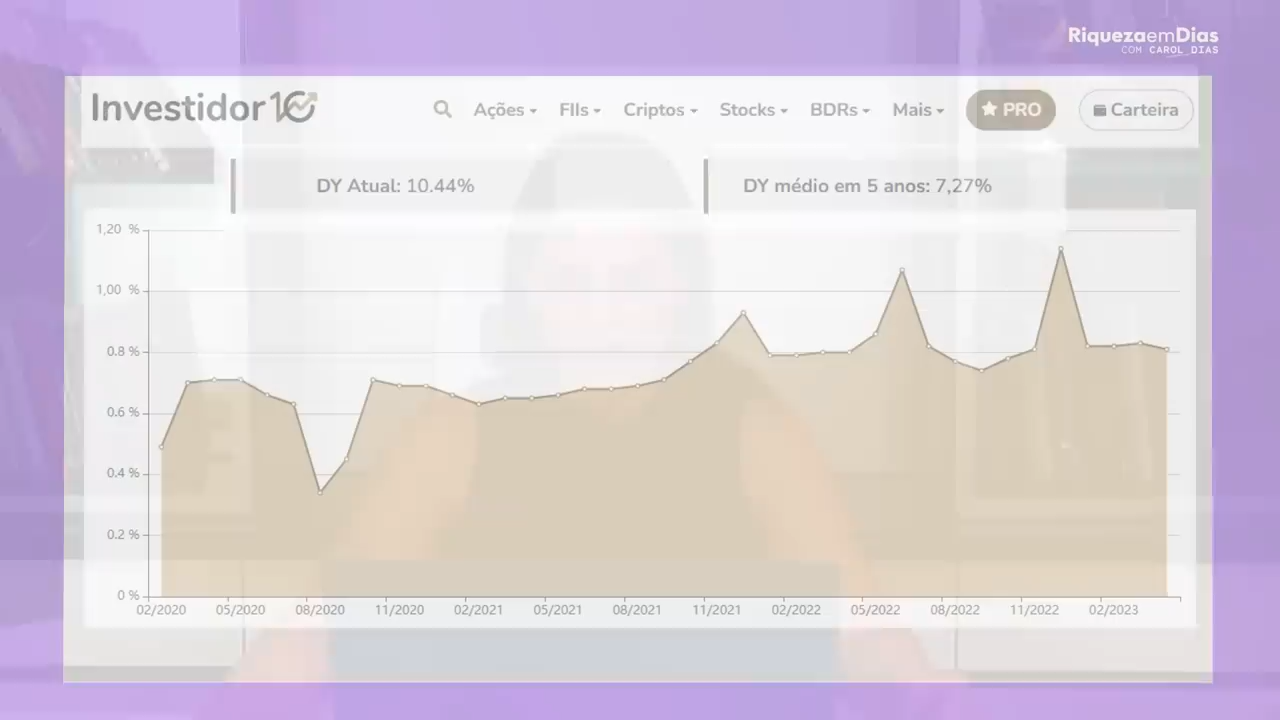 RiquezaemDias
COM CAROL_DIAS
Investidor10
Ações
FIIs
Criptos
Stocks
BDRs
Mais
PRO
Carteira
DY Atual: 10.44%
DY médio em 5 anos: 7,27%
1,20 %
1,00 %
0.8 %
0.6 %
0.4 %
0.2 %
0 %
02/2020
05/2020
08/2020
11/2020
02/2021
05/2021
08/2021
11/2021
02/2022
05/2022
08/2022
11/2022
02/2023